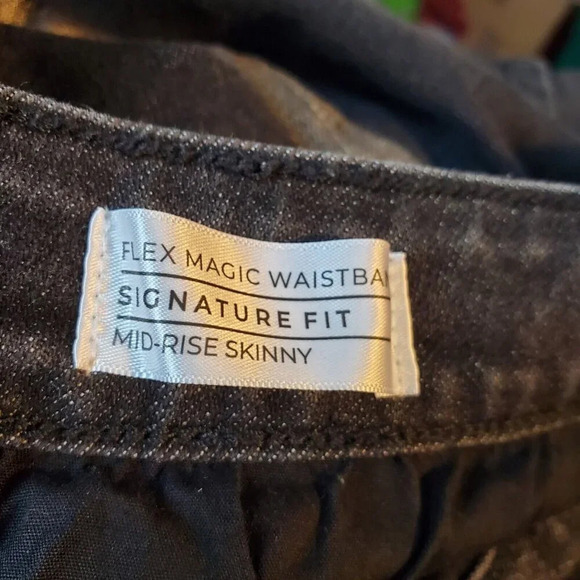 FLEX MAGIC WAISTBA
SIGNATURE FIT
MID-RISE SKINNY